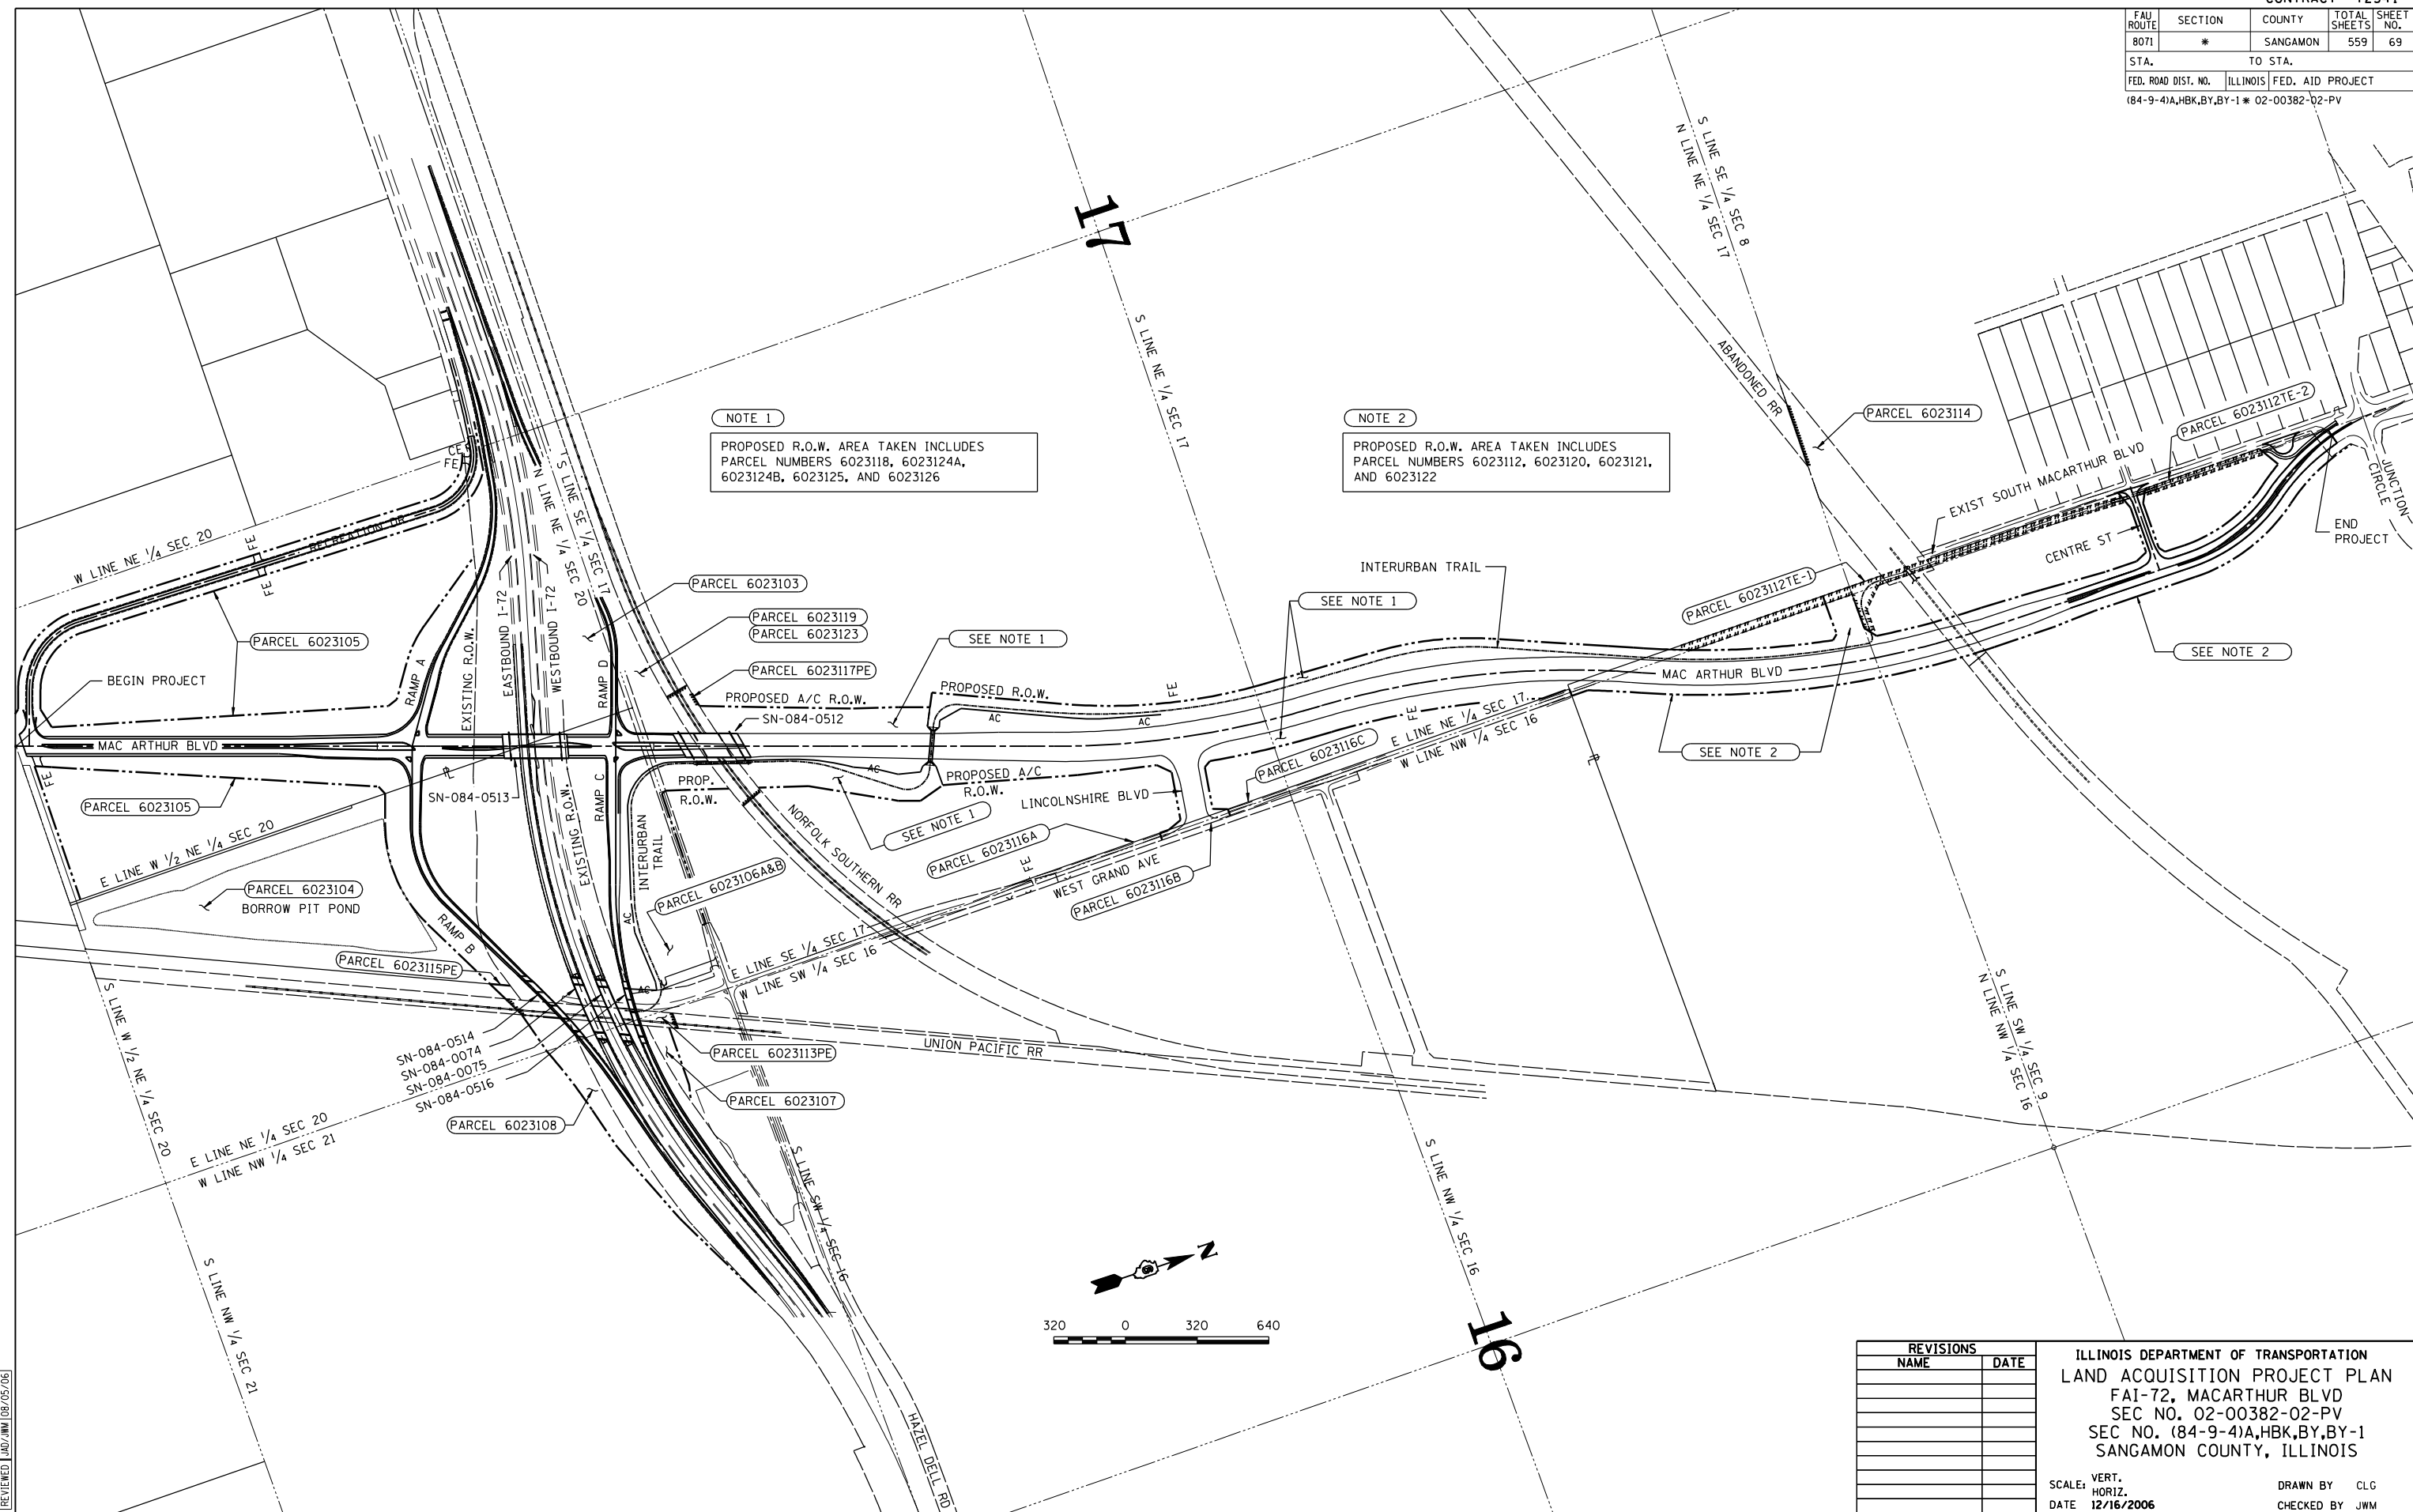 FAU ROUTE
SECTION
COUNTY
TOTAL SHEETS
SHEET NO.
8071
*
SANGAMON
559
69
STA. TO STA.
FED. ROAD DIST. NO.
ILLINOIS
FED. AID PROJECT
(84-9-4)A,HBK,BY,BY-1 * 02-00382-02-PV
17
S LINE SE 1/4 SEC 8
N LINE NE 1/4 SEC 17
S LINE NE 1/4 SEC 17
ABANDONED RR
NOTE 1
PROPOSED R.O.W. AREA TAKEN INCLUDES
PARCEL NUMBERS 6023118, 6023124A,
6023124B, 6023125, AND 6023126
NOTE 2
PROPOSED R.O.W. AREA TAKEN INCLUDES
PARCEL NUMBERS 6023112, 6023120, 6023121,
AND 6023122
PARCEL 6023114
PARCEL 6023112TE-2
EXIST SOUTH MACARTHUR BLVD
JUNCTION
CIRCLE
END
PROJECT
CENTRE ST
CE
FE
S LINE SE 1/4 SEC 17
N LINE NE 1/4 SEC 20
W LINE NE 1/4 SEC 20
FE
RECREATION DR
FE
PARCEL 6023105
BEGIN PROJECT
RAMP A
EXISTING R.O.W.
EASTBOUND I-72
WESTBOUND I-72
RAMP D
PARCEL 6023103
PARCEL 6023119
PARCEL 6023123
PARCEL 6023117PE
PROPOSED A/C R.O.W.
SN-084-0512
SEE NOTE 1
PROPOSED R.O.W.
AC
AC
FE
SEE NOTE 1
INTERURBAN TRAIL
PARCEL 6023112TE-1
MAC ARTHUR BLVD
SEE NOTE 2
SEE NOTE 2
MAC ARTHUR BLVD
FE
PARCEL 6023105
P
SN-084-0513
EXISTING R.O.W.
RAMP C
PROP.
R.O.W.
AC
PROPOSED A/C
R.O.W.
SEE NOTE 1
LINCOLNSHIRE BLVD
PARCEL 6023116C
FE
E LINE NE 1/4 SEC 17
W LINE NW 1/4 SEC 16
P
E LINE W 1/2 NE 1/4 SEC 20
PARCEL 6023104
BORROW PIT POND
RAMP B
INTERURBAN
TRAIL
AC
PARCEL 6023106A&B
NORFOLK SOUTHERN RR
PARCEL 6023116A
FE
WEST GRAND AVE
PARCEL 6023116B
PARCEL 6023115PE
AC
E LINE SE 1/4 SEC 17
W LINE SW 1/4 SEC 16
S LINE W 1/2 NE 1/4 SEC 20
SN-084-0514
SN-084-0074
SN-084-0075
SN-084-0516
PARCEL 6023113PE
UNION PACIFIC RR
PARCEL 6023107
PARCEL 6023108
E LINE NE 1/4 SEC 20
W LINE NW 1/4 SEC 21
S LINE SW 1/4 SEC 9
N LINE NW 1/4 SEC 16
S LINE SW 1/4 SEC 16
S LINE NW 1/4 SEC 16
S LINE NW 1/4 SEC 21
N
320 0 320 640
16
HAZEL DELL RD
REVISIONS
NAME DATE
ILLINOIS DEPARTMENT OF TRANSPORTATION
LAND ACQUISITION PROJECT PLAN
FAI-72, MACARTHUR BLVD
SEC NO. 02-00382-02-PV
SEC NO. (84-9-4)A,HBK,BY,BY-1
SANGAMON COUNTY, ILLINOIS
SCALE: VERT.
HORIZ.
DATE 12/16/2006
DRAWN BY CLG
CHECKED BY JWM
REVIEWED JAD/JWM 08/05/06